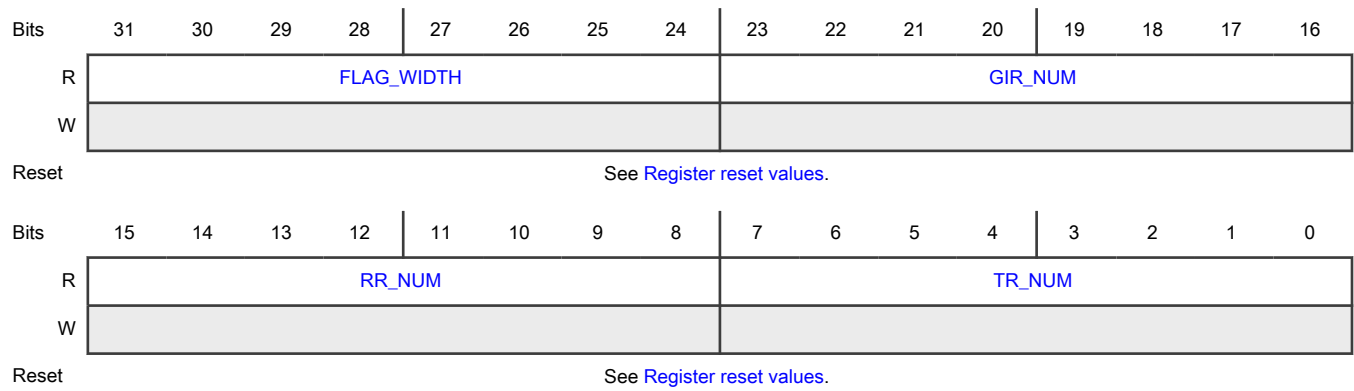 Bits 31 30 29 28 27 26 25 24 23 22 21 20 19 18 17 16
R FLAG_WIDTH GIR_NUM
W
Reset See Register reset values.
Bits 15 14 13 12 11 10 9 8 7 6 5 4 3 2 1 0
R RR_NUM TR_NUM
W
Reset See Register reset values.